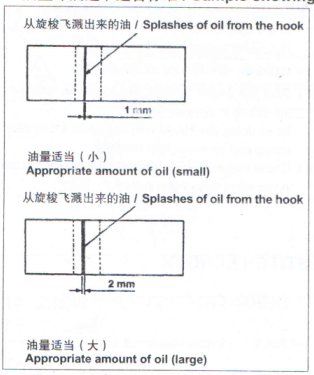 从旋梭飞溅出来的油 / Splashes of oil from the hook
1 mm
油量适当（小）
Appropriate amount of oil (small)
从旋梭飞溅出来的油 / Splashes of oil from the hook
2 mm
油量适当（大）
Appropriate amount of oil (large)